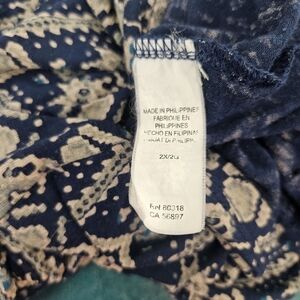 MADE IN PHILIPPINES
FABRIQUE EN
PHILIPPINES
HECHO EN FILIPINAS
2X/2G
Ref 80318
CA 56897